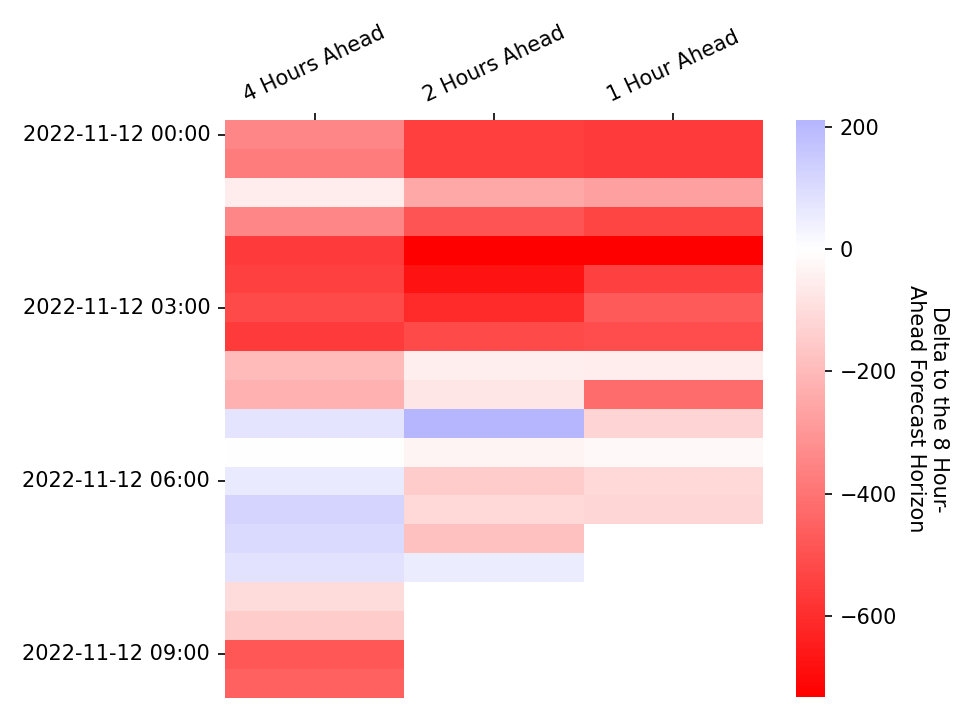 4 Hours Ahead
2 Hours Ahead
1 Hour Ahead
2022-11-12 00:00
2022-11-12 03:00
2022-11-12 06:00
2022-11-12 09:00
200
0
−200
−400
−600
Delta to the 8 Hour-
Ahead Forecast Horizon